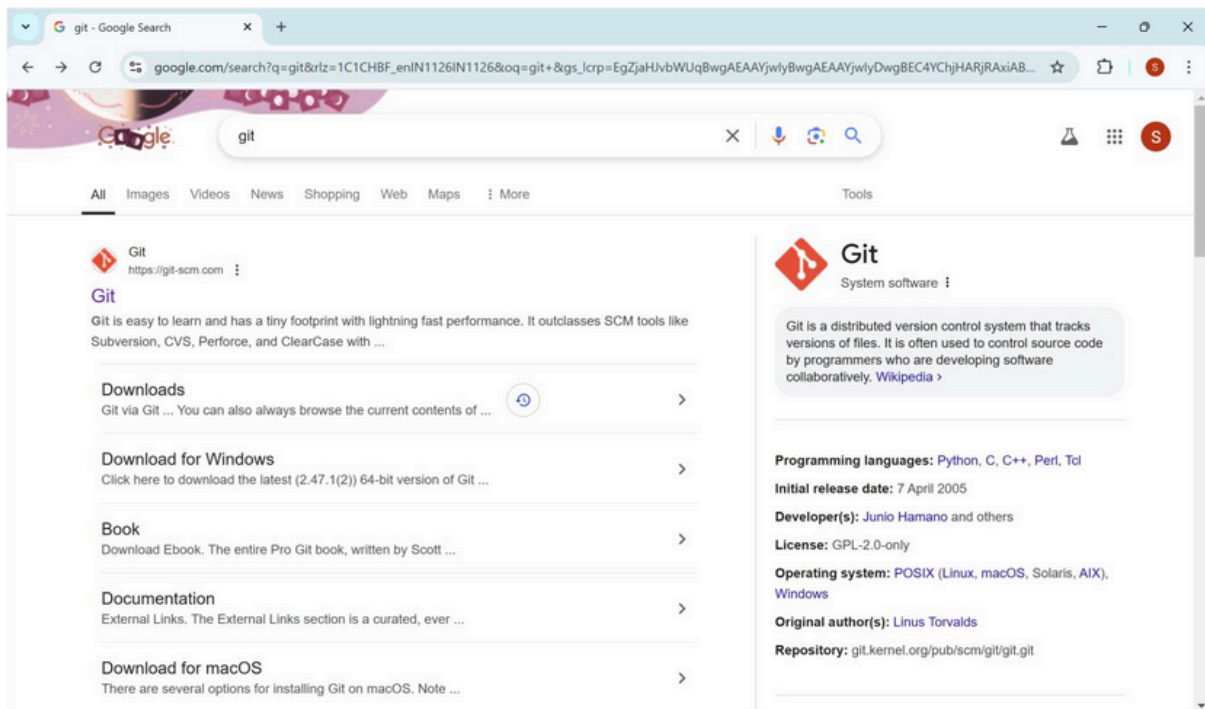 git - Google Search
google.com/search?q=git&rlz=1C1CHBF_enIN1126IN1126&oq=git+&gs_lcrp=EgZjaHJvbWUqBwgAEAAYjwIyBwgAEAAYjwIyDwgBEC4YChjHARjRAxiAB...
S
Google
git
S
All Images Videos News Shopping Web Maps More
Tools
Git
https://git-scm.com
Git
Git is easy to learn and has a tiny footprint with lightning fast performance. It outclasses SCM tools like
Subversion, CVS, Perforce, and ClearCase with ...
Downloads
Git via Git ... You can also always browse the current contents of ...
Download for Windows
Click here to download the latest (2.47.1(2)) 64-bit version of Git ...
Book
Download Ebook. The entire Pro Git book, written by Scott ...
Documentation
External Links. The External Links section is a curated, ever ...
Download for macOS
There are several options for installing Git on macOS. Note ...
Git
System software
Git is a distributed version control system that tracks
versions of files. It is often used to control source code
by programmers who are developing software
collaboratively. Wikipedia ›
Programming languages: Python, C, C++, Perl, Tcl
Initial release date: 7 April 2005
Developer(s): Junio Hamano and others
License: GPL-2.0-only
Operating system: POSIX (Linux, macOS, Solaris, AIX),
Windows
Original author(s): Linus Torvalds
Repository: git.kernel.org/pub/scm/git/git.git